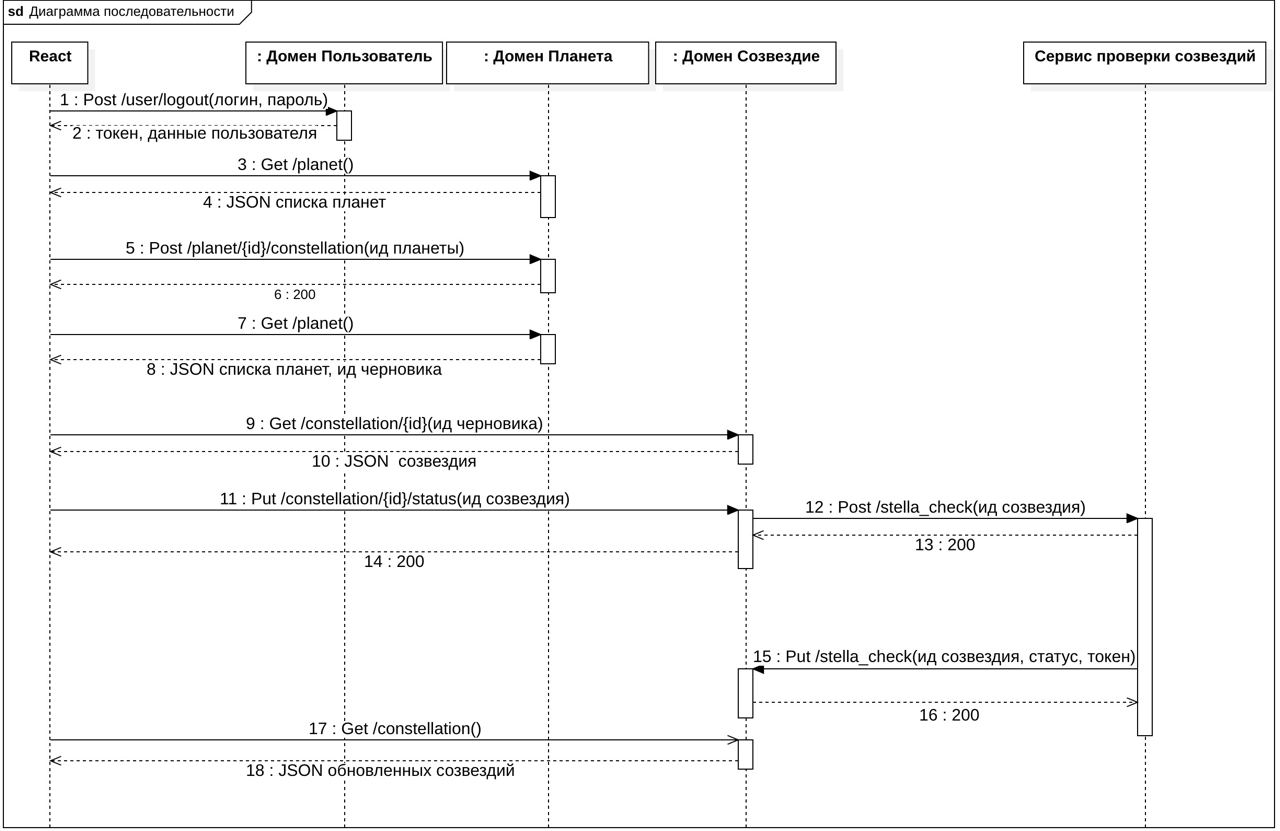 sd Диаграмма последовательности
React
: Домен Пользователь
: Домен Планета
: Домен Созвездие
Сервис проверки созвездий
1 : Post /user/logout(логин, пароль)
2 : токен, данные пользователя
3 : Get /planet()
4 : JSON списка планет
5 : Post /planet/{id}/constellation(ид планеты)
6 : 200
7 : Get /planet()
8 : JSON списка планет, ид черновика
9 : Get /constellation/{id}(ид черновика)
10 : JSON  созвездия
11 : Put /constellation/{id}/status(ид созвездия)
12 : Post /stella_check(ид созвездия)
13 : 200
14 : 200
15 : Put /stella_check(ид созвездия, статус, токен)
16 : 200
17 : Get /constellation()
18 : JSON обновленных созвездий